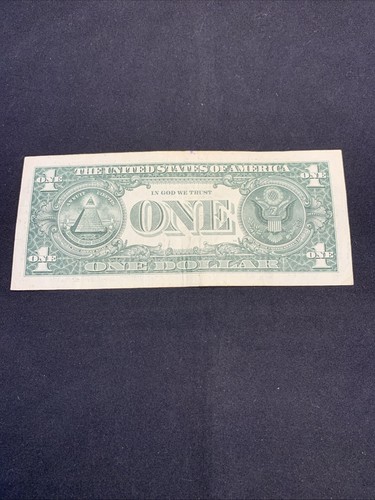 1 1
ONE ONE
THE UNITED STATES OF AMERICA
IN GOD WE TRUST
ONE
1 1
ONE ONE
ONE DOLLAR